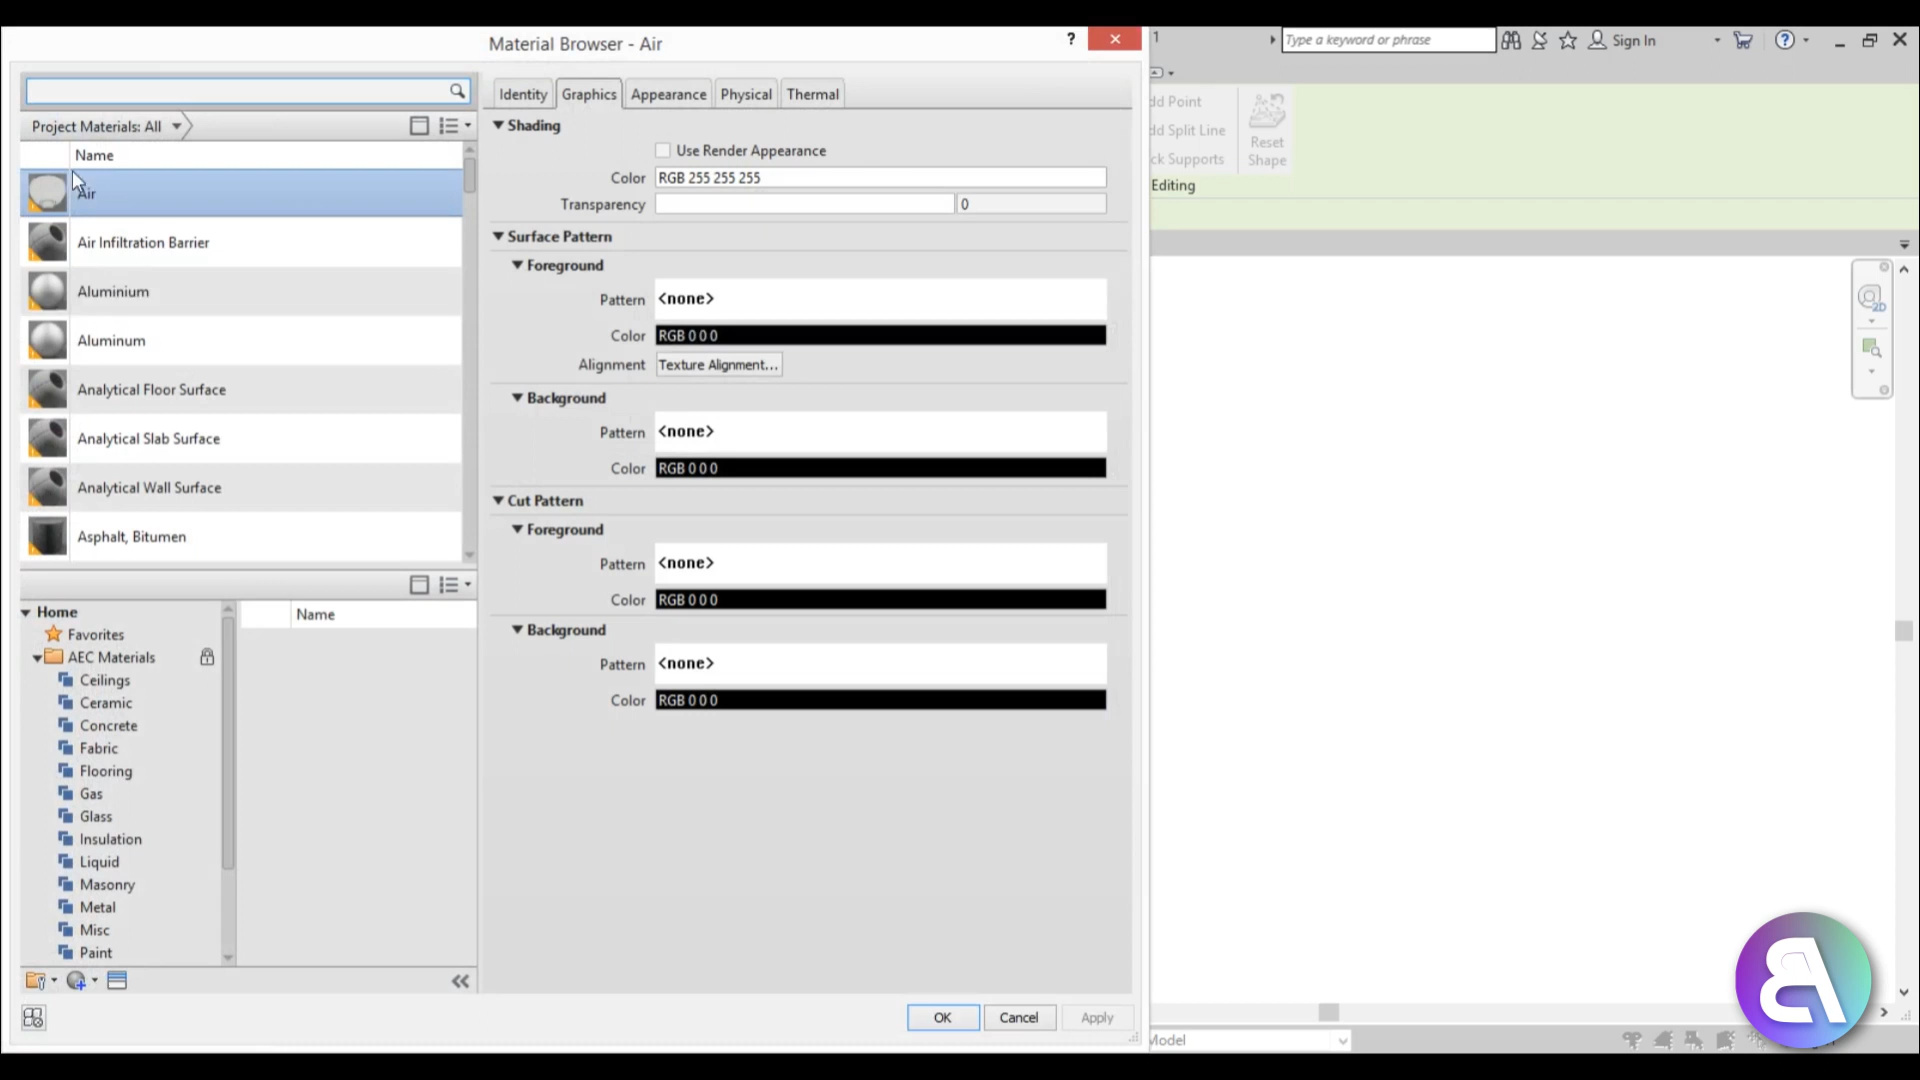 Material Browser - Air
?
1
Type a keyword or phrase
Sign In
Project Materials: All
Name
Air
Air Infiltration Barrier
Aluminium
Aluminum
Analytical Floor Surface
Analytical Slab Surface
Analytical Wall Surface
Asphalt, Bitumen
Home
Favorites
AEC Materials
Ceilings
Ceramic
Concrete
Fabric
Flooring
Gas
Glass
Insulation
Liquid
Masonry
Metal
Misc
Paint
Name
Identity
Graphics
Appearance
Physical
Thermal
Shading
Use Render Appearance
Color RGB 255 255 255
Transparency 0
Surface Pattern
Foreground
Pattern <none>
Color RGB 0 0 0
Alignment Texture Alignment...
Background
Pattern <none>
Color RGB 0 0 0
Cut Pattern
Foreground
Pattern <none>
Color RGB 0 0 0
Background
Pattern <none>
Color RGB 0 0 0
OK
Cancel
Apply
dd Point
dd Split Line
ck Supports
Reset
Shape
Editing
2D
Model